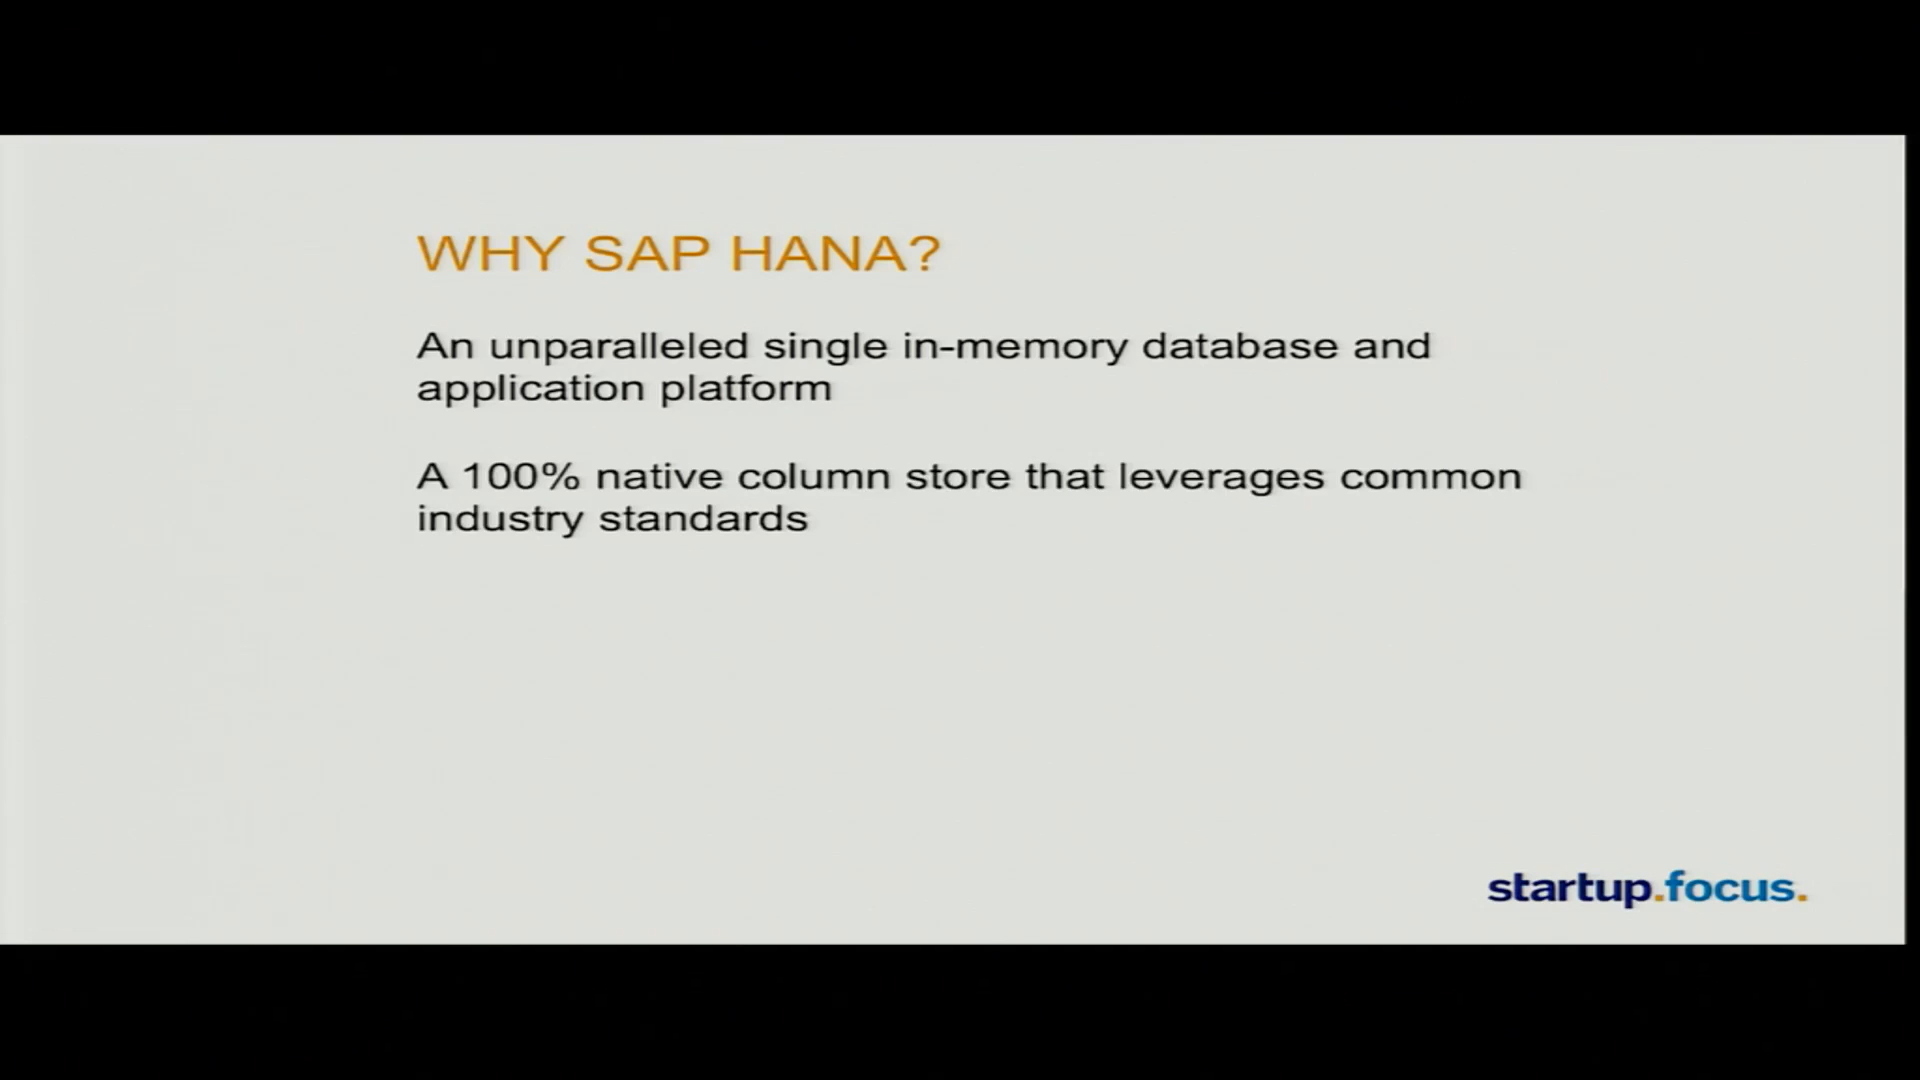 WHY SAP HANA?
An unparalleled single in-memory database and
application platform
A 100% native column store that leverages common
industry standards
startup.focus.